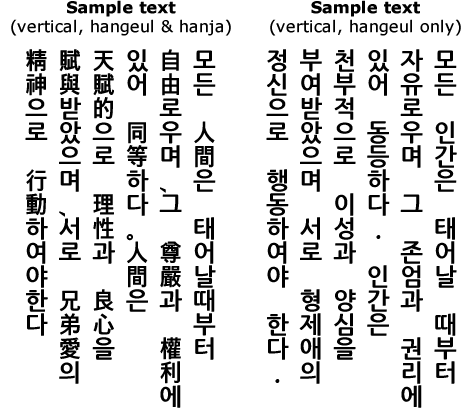 Sample text
(vertical, hangeul & hanja)
모든 人間은 태어날때부터
自由로우며、그 尊嚴과 權利에
있어 同等하다。人間은
天賦的으로 理性과 良心을
賦與받았으며、서로 兄弟愛의
精神으로 行動하여야한다
Sample text
(vertical, hangeul only)
모든 인간은 태어날 때부터
자유로우며 그 존엄과 권리에
있어 동등하다. 인간은
천부적으로 이성과 양심을
부여받았으며 서로 형제애의
정신으로 행동하여야 한다.